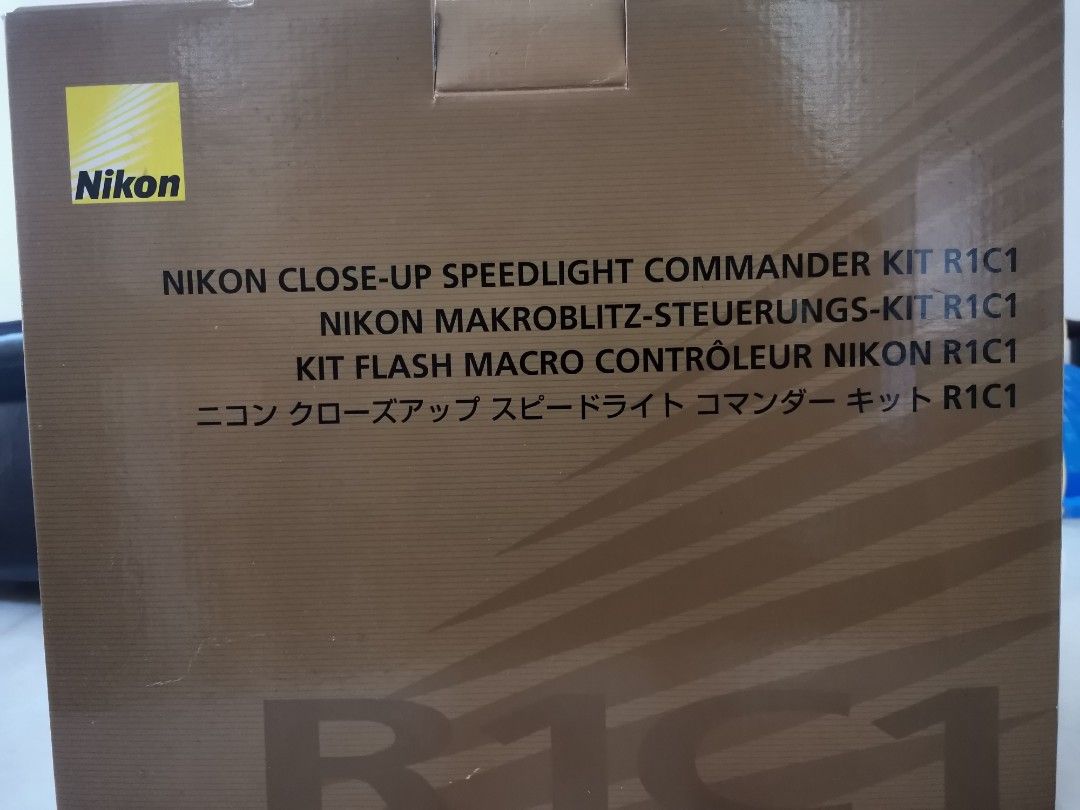 Nikon
NIKON CLOSE-UP SPEEDLIGHT COMMANDER KIT R1C1
NIKON MAKROBLITZ-STEUERUNGS-KIT R1C1
KIT FLASH MACRO CONTRÔLEUR NIKON R1C1
ニコン クローズアップ スピードライト コマンダー キット R1C1
R1C1